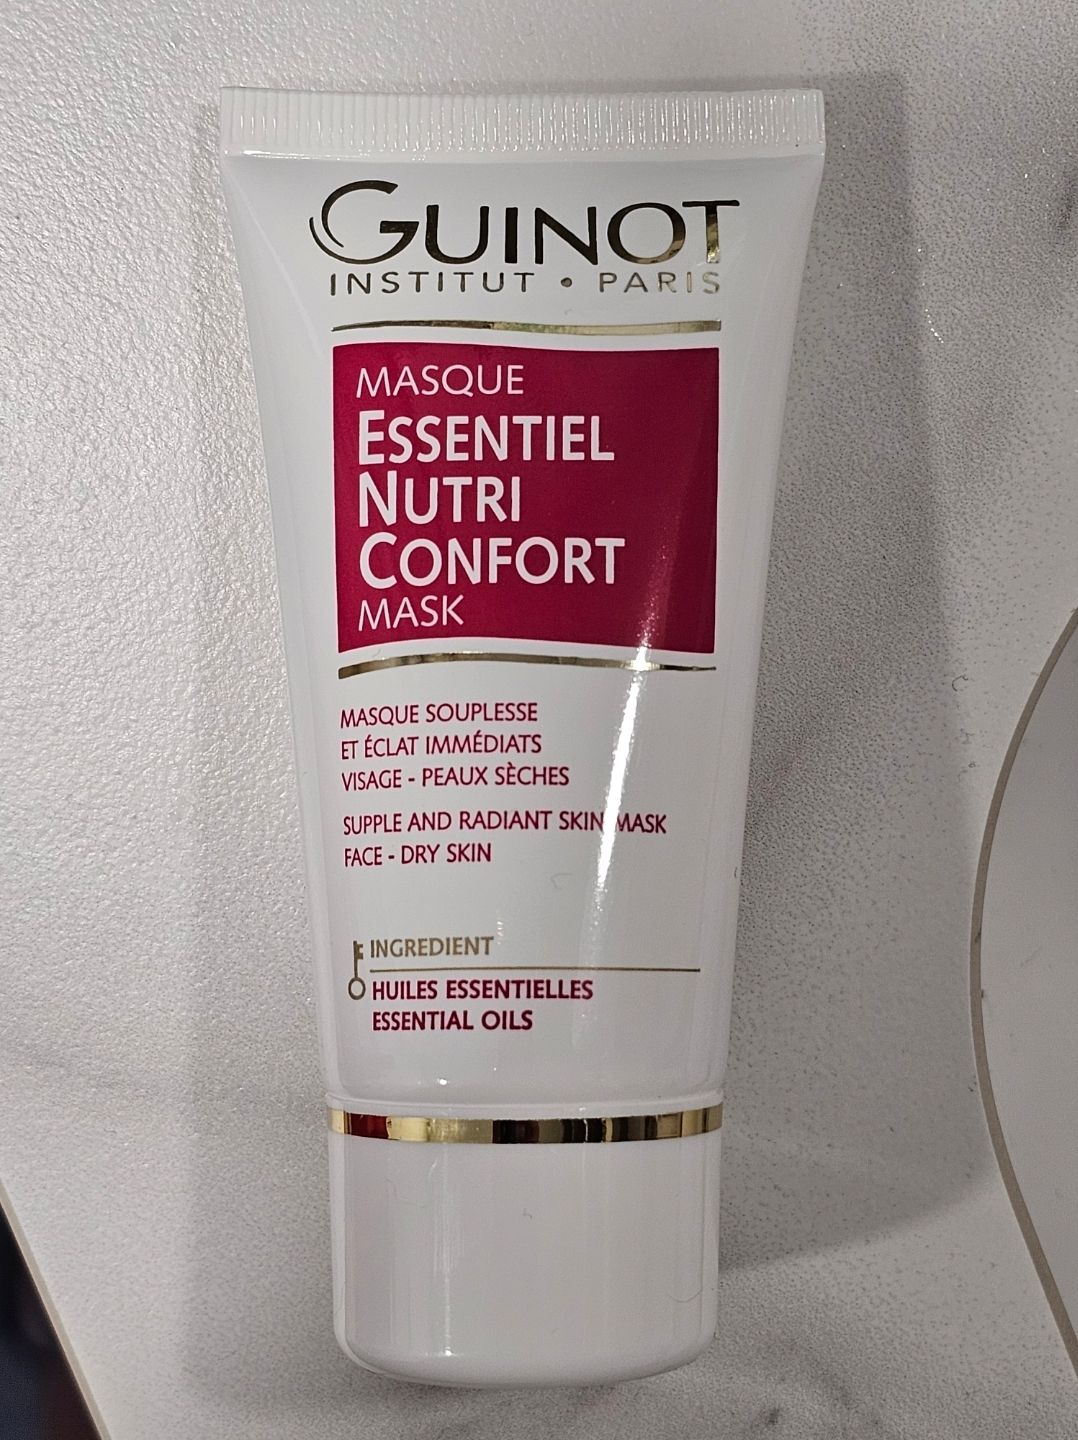 GUINOT
INSTITUT • PARIS
MASQUE
ESSENTIEL
NUTRI
CONFORT
MASK
MASQUE SOUPLESSE
ET ÉCLAT IMMÉDIATS
VISAGE - PEAUX SÈCHES
SUPPLE AND RADIANT SKIN MASK
FACE - DRY SKIN
INGREDIENT
HUILES ESSENTIELLES
ESSENTIAL OILS